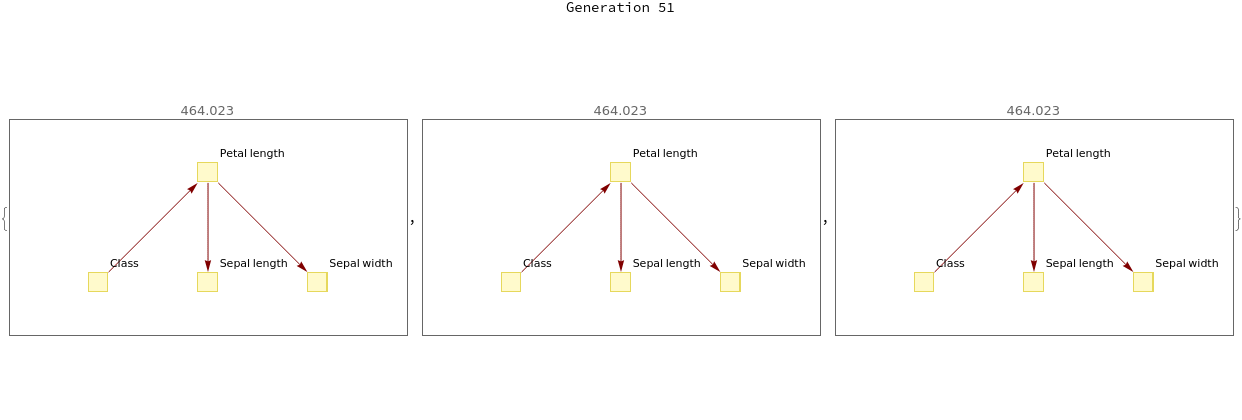 Generation 51
464.023
464.023
464.023
{
Petal length
Class
Sepal length
Sepal width
,
Petal length
Class
Sepal length
Sepal width
,
Petal length
Class
Sepal length
Sepal width
}